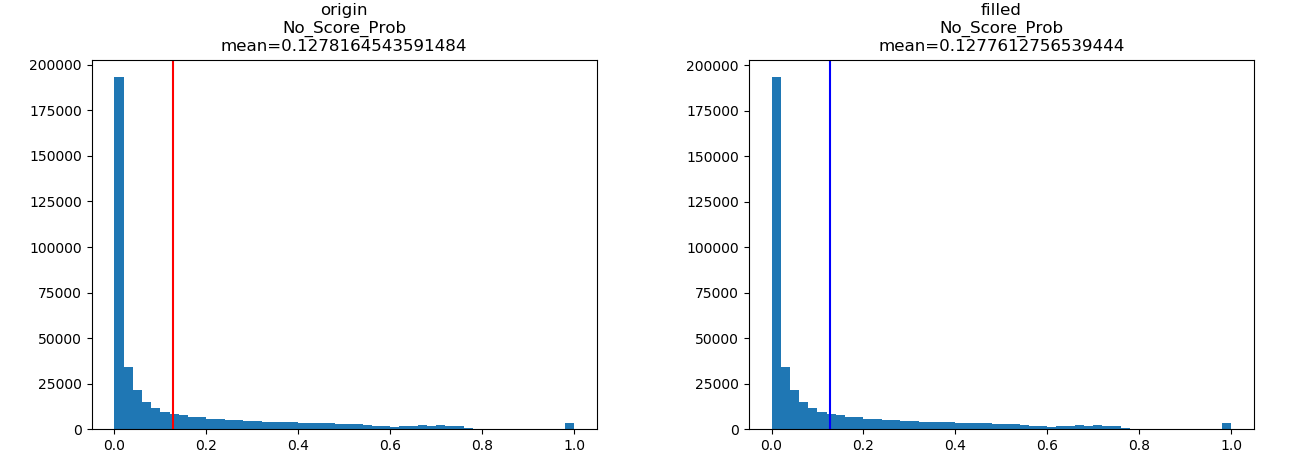 origin
No_Score_Prob
mean=0.1278164543591484
200000
175000
150000
125000
100000
75000
50000
25000
0
0.0 0.2 0.4 0.6 0.8 1.0
filled
No_Score_Prob
mean=0.1277612756539444
200000
175000
150000
125000
100000
75000
50000
25000
0
0.0 0.2 0.4 0.6 0.8 1.0